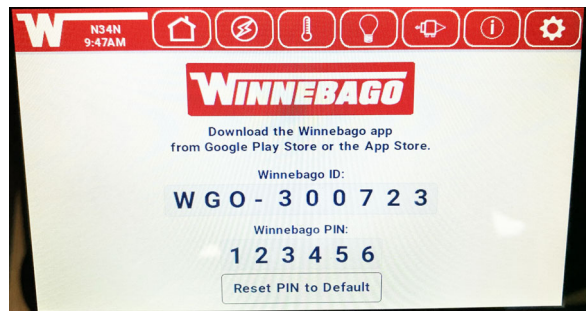 W
N34N
9:47AM
WINNEBAGO
Download the Winnebago app
from Google Play Store or the App Store.
Winnebago ID:
WGO-300723
Winnebago PIN:
123456
Reset PIN to Default